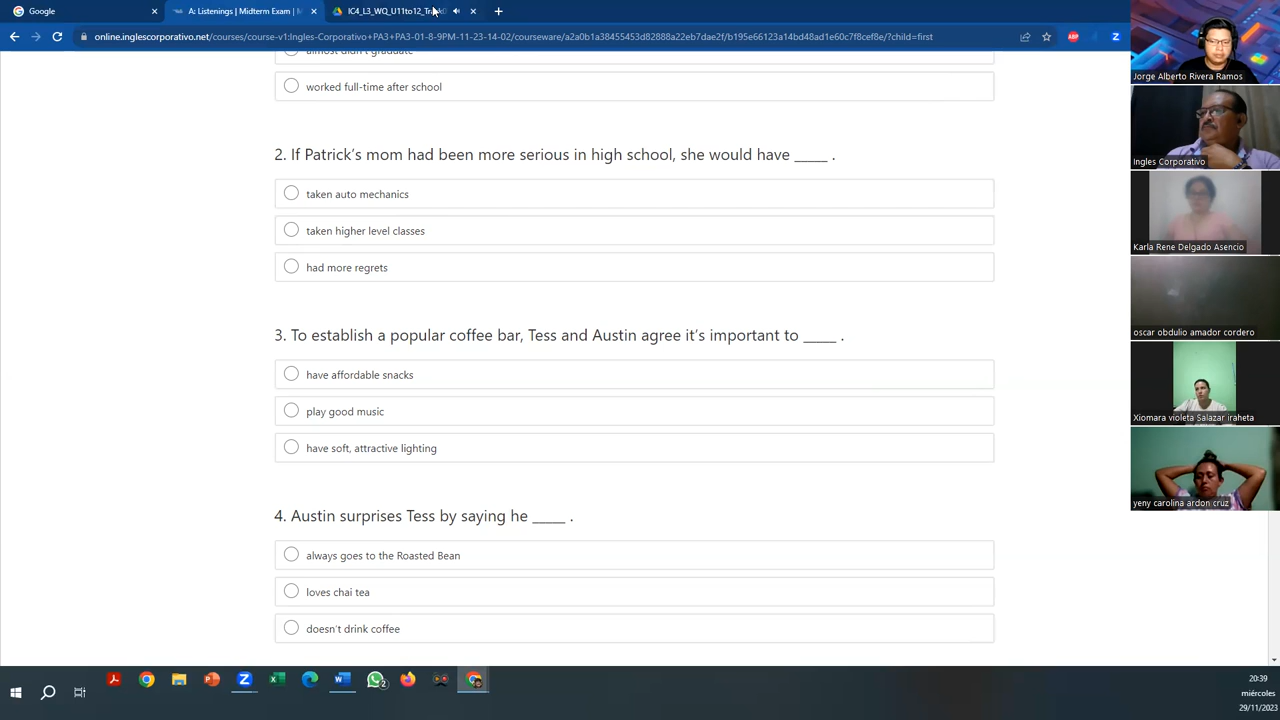 Google
A: Listenings | Midterm Exam |
IC4_L3_WQ_U11to12_Tra
online.inglescorporativo.net/courses/course-v1:Ingles-Corporativo+PA3+PA3-01-8-9PM-11-23-14-02/courseware/a2a0b1a38455453d82888a22eb7dae2f/b195e66123a14bd48ad1e60c7f8cef8e/?child=first
almost didn't graduate
worked full-time after school
2. If Patrick's mom had been more serious in high school, she would have _____ .
taken auto mechanics
taken higher level classes
had more regrets
3. To establish a popular coffee bar, Tess and Austin agree it's important to _____ .
have affordable snacks
play good music
have soft, attractive lighting
4. Austin surprises Tess by saying he _____ .
always goes to the Roasted Bean
loves chai tea
doesn't drink coffee
Jorge Alberto Rivera Ramos
Ingles Corporativo
Karla Rene Delgado Asencio
oscar obdulio amador cordero
Xiomara violeta Salazar iraheta
yeny carolina ardon cruz
20:39
miércoles
29/11/2023